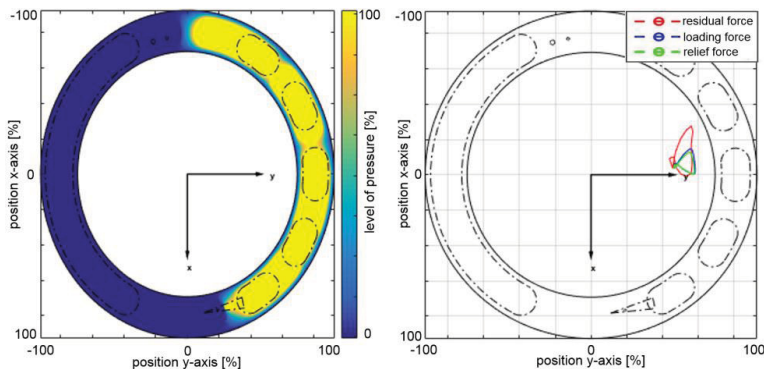 -100
0
100
position x-axis [%]
-100
0
100
position y-axis [%]
y
x
100
0
level of pressure [%]
-100
0
100
position x-axis [%]
-100
0
100
position y-axis [%]
y
x
residual force
loading force
relief force